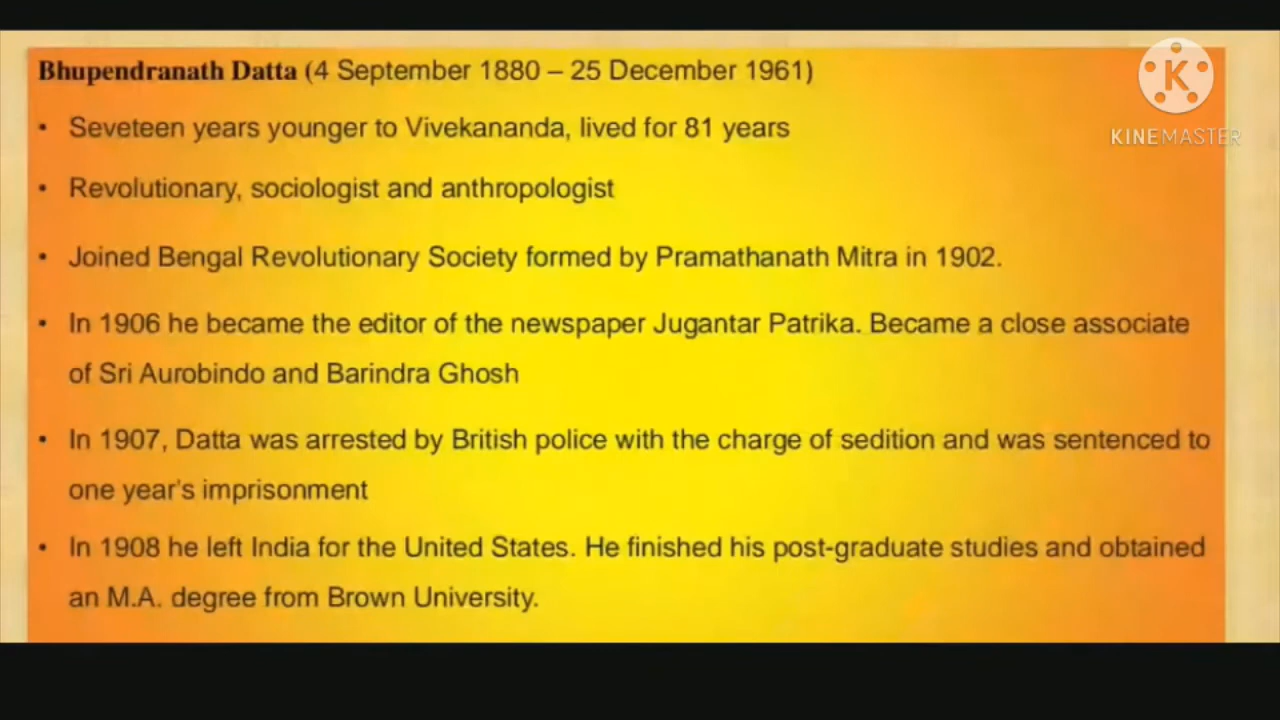 Bhupendranath Datta (4 September 1880 – 25 December 1961)
K
KINEMASTER
• Seveteen years younger to Vivekananda, lived for 81 years
• Revolutionary, sociologist and anthropologist
• Joined Bengal Revolutionary Society formed by Pramathanath Mitra in 1902.
• In 1906 he became the editor of the newspaper Jugantar Patrika. Became a close associate
of Sri Aurobindo and Barindra Ghosh
• In 1907, Datta was arrested by British police with the charge of sedition and was sentenced to
one year's imprisonment
• In 1908 he left India for the United States. He finished his post-graduate studies and obtained
an M.A. degree from Brown University.